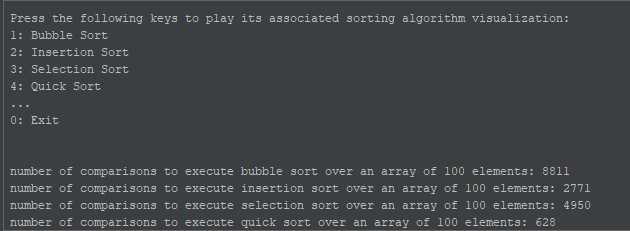 Press the following keys to play its associated sorting algorithm visualization:
1: Bubble Sort
2: Insertion Sort
3: Selection Sort
4: Quick Sort
...
0: Exit
number of comparisons to execute bubble sort over an array of 100 elements: 8811
number of comparisons to execute insertion sort over an array of 100 elements: 2771
number of comparisons to execute selection sort over an array of 100 elements: 4950
number of comparisons to execute quick sort over an array of 100 elements: 628